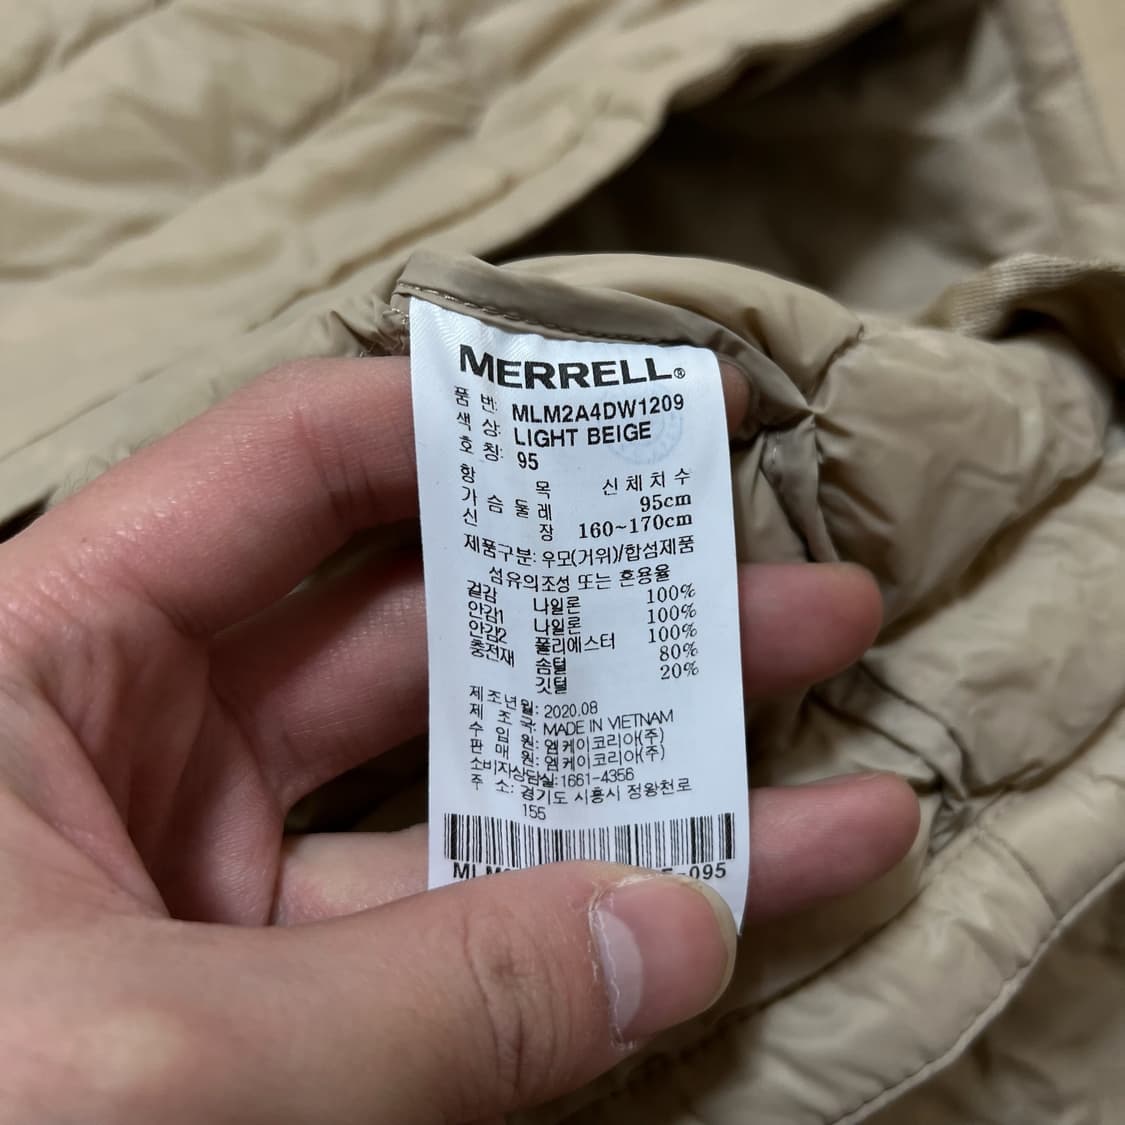 MERRELL®
품 번: MLM2A4DW1209
색 상: LIGHT BEIGE
호 칭: 95
항 목 신체치수
가슴둘레 95cm
신 장 160~170cm
제품구분: 우모(거위)/합섬제품
섬유의조성 또는 혼용율
겉감 나일론 100%
안감1 나일론 100%
안감2 폴리에스터 100%
충전재 솜털 80%
깃털 20%
제조년월: 2020.08
제 조 국: MADE IN VIETNAM
수 입 원: 엠케이코리아(주)
판 매 원: 엠케이코리아(주)
소비자상담실: 1661-4356
주 소: 경기도 시흥시 정왕천로
155
-095